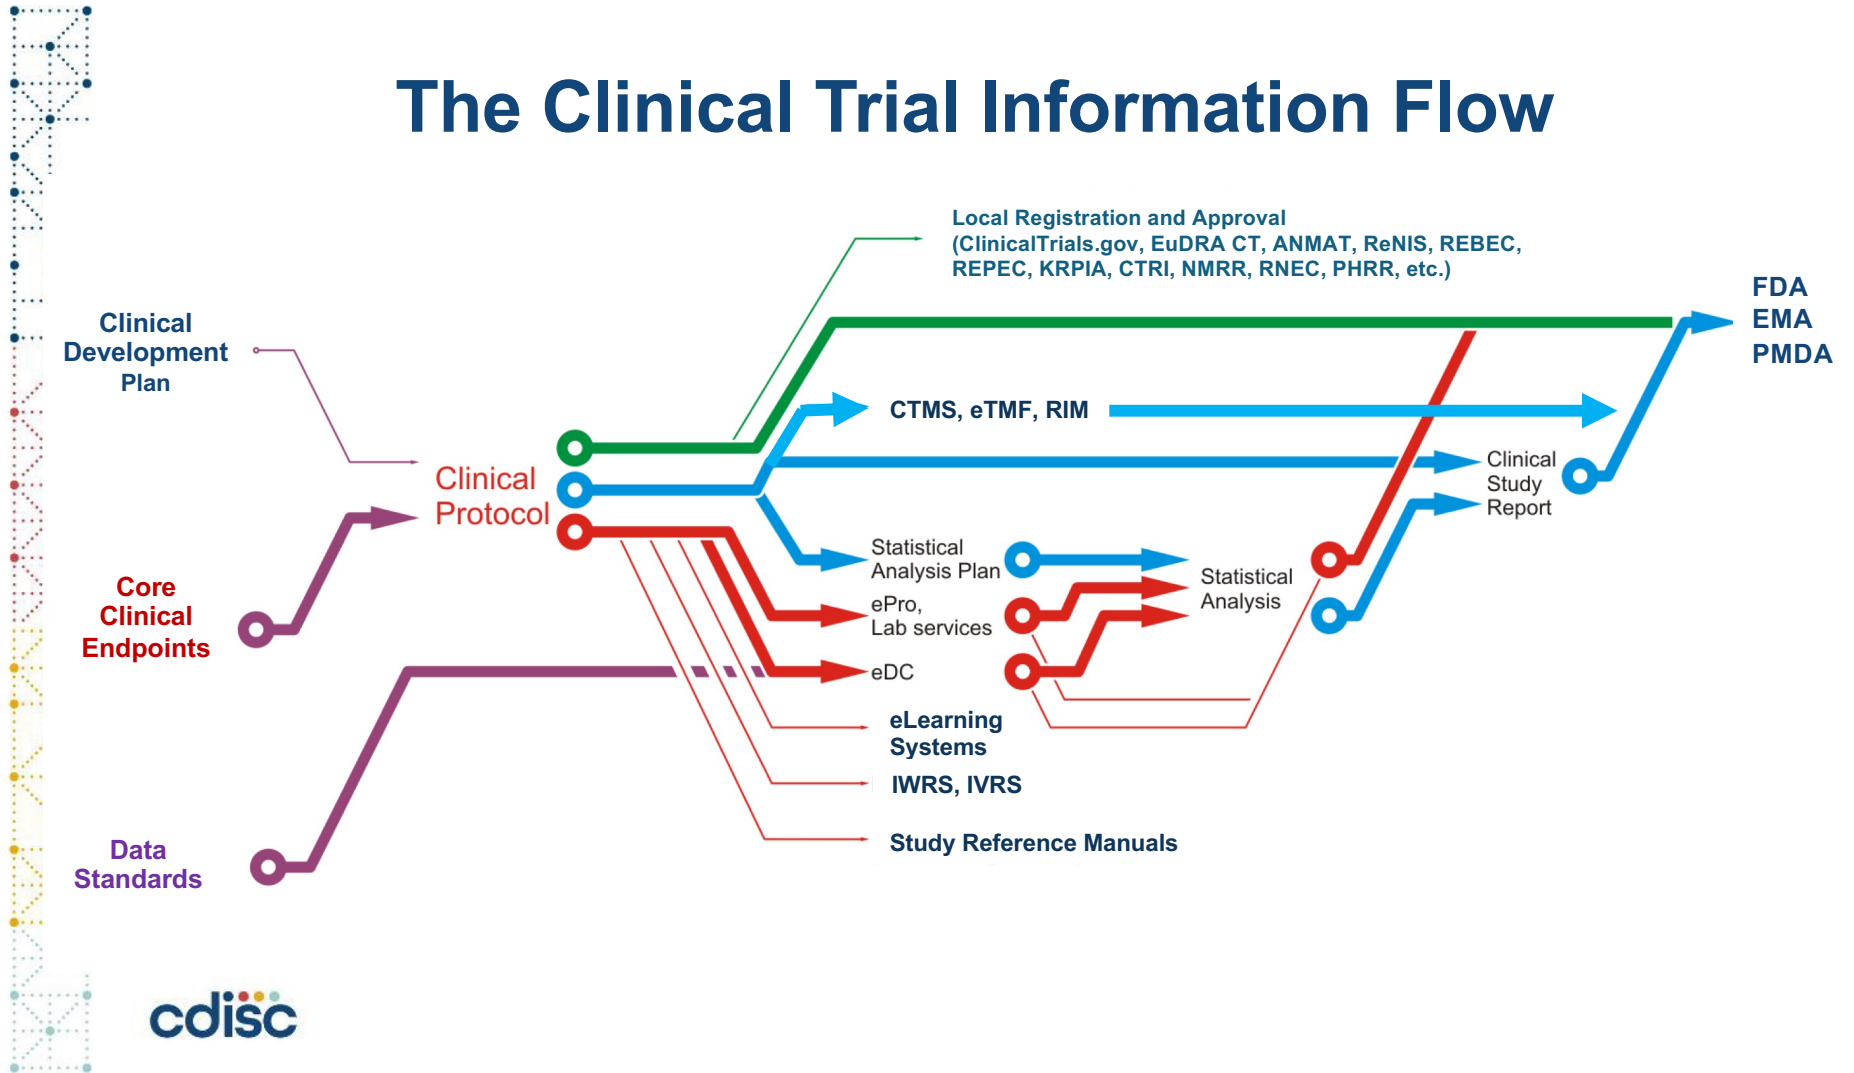 The Clinical Trial Information Flow
Local Registration and Approval
(ClinicalTrials.gov, EuDRA CT, ANMAT, ReNIS, REBEC,
REPEC, KRPIA, CTRI, NMRR, RNEC, PHRR, etc.)
FDA
EMA
PMDA
Clinical
Development
Plan
CTMS, eTMF, RIM
Clinical
Protocol
Clinical
Study
Report
Statistical
Analysis Plan
Statistical
Analysis
ePro,
Lab services
eDC
Core
Clinical
Endpoints
eLearning
Systems
IWRS, IVRS
Study Reference Manuals
Data
Standards
cdisc